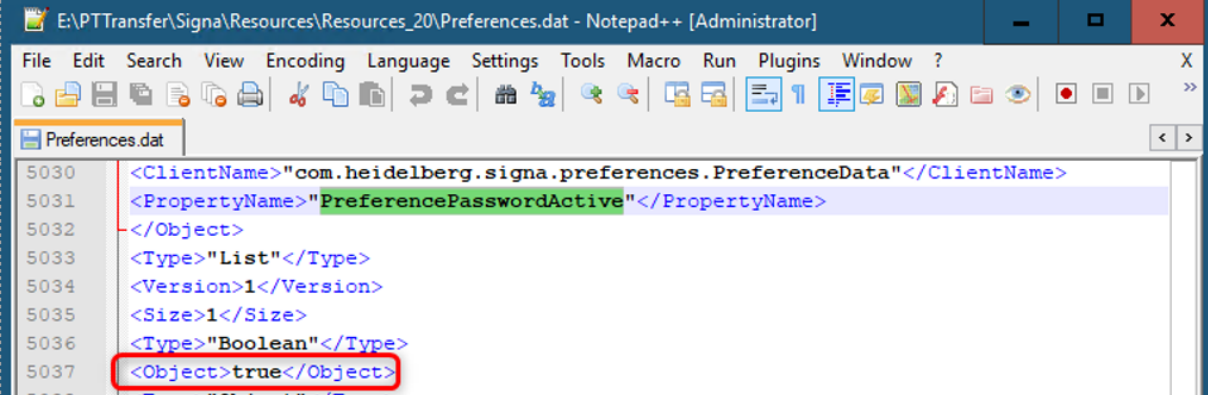 E:\PTTransfer\Signa\Resources\Resources_20\Preferences.dat - Notepad++ [Administrator]
File Edit Search View Encoding Language Settings Tools Macro Run Plugins Window ? X
Preferences.dat
5030 <ClientName>"com.heidelberg.signa.preferences.PreferenceData"</ClientName>
5031 <PropertyName>"PreferencePasswordActive"</PropertyName>
5032 </Object>
5033 <Type>"List"</Type>
5034 <Version>1</Version>
5035 <Size>1</Size>
5036 <Type>"Boolean"</Type>
5037 <Object>true</Object>